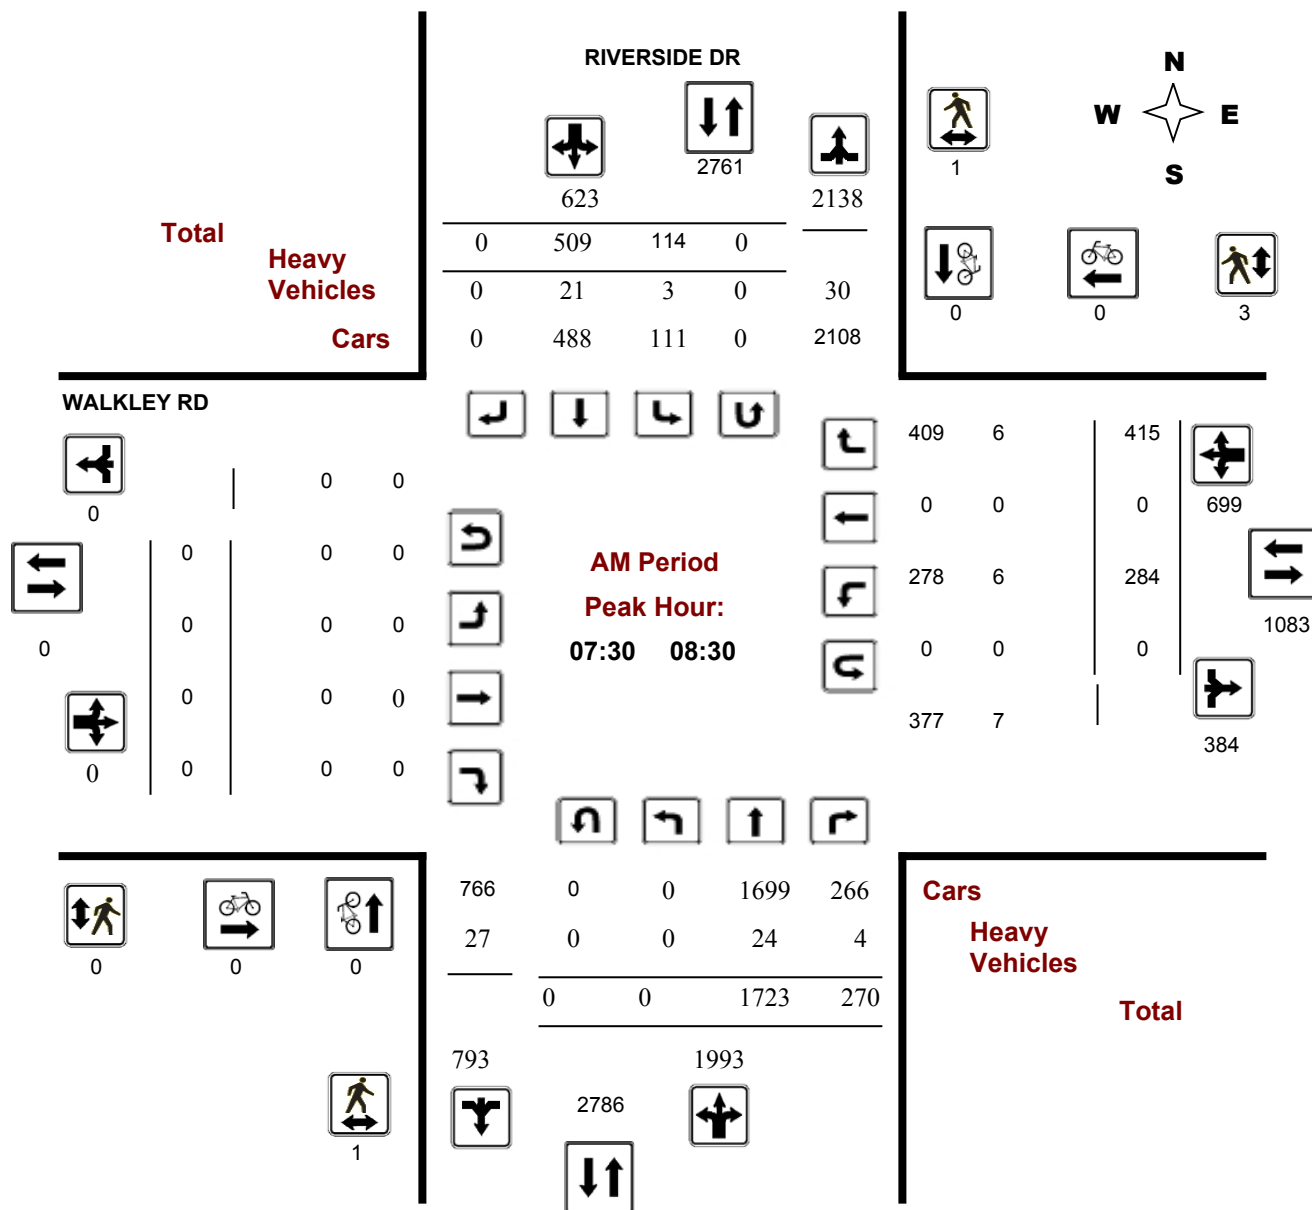 RIVERSIDE DR
N
W E
S
2761
1
623 2138
Total 0 509 114 0
Heavy
Vehicles 0 21 3 0 30
0 0 3
Cars 0 488 111 0 2108
WALKLEY RD
409 6 415
0 0 0
0 0 0 699
0
0 0 0
AM Period
278 6 284
Peak Hour:
0 0 0 1083
0
07:30 08:30
0 0 0
0 0 0
377 7
384
0 0 0 0
766 0 0 1699 266 Cars
27 0 0 24 4 Heavy
Vehicles
0 0 0
0 0 1723 270 Total
793 1993
2786
1